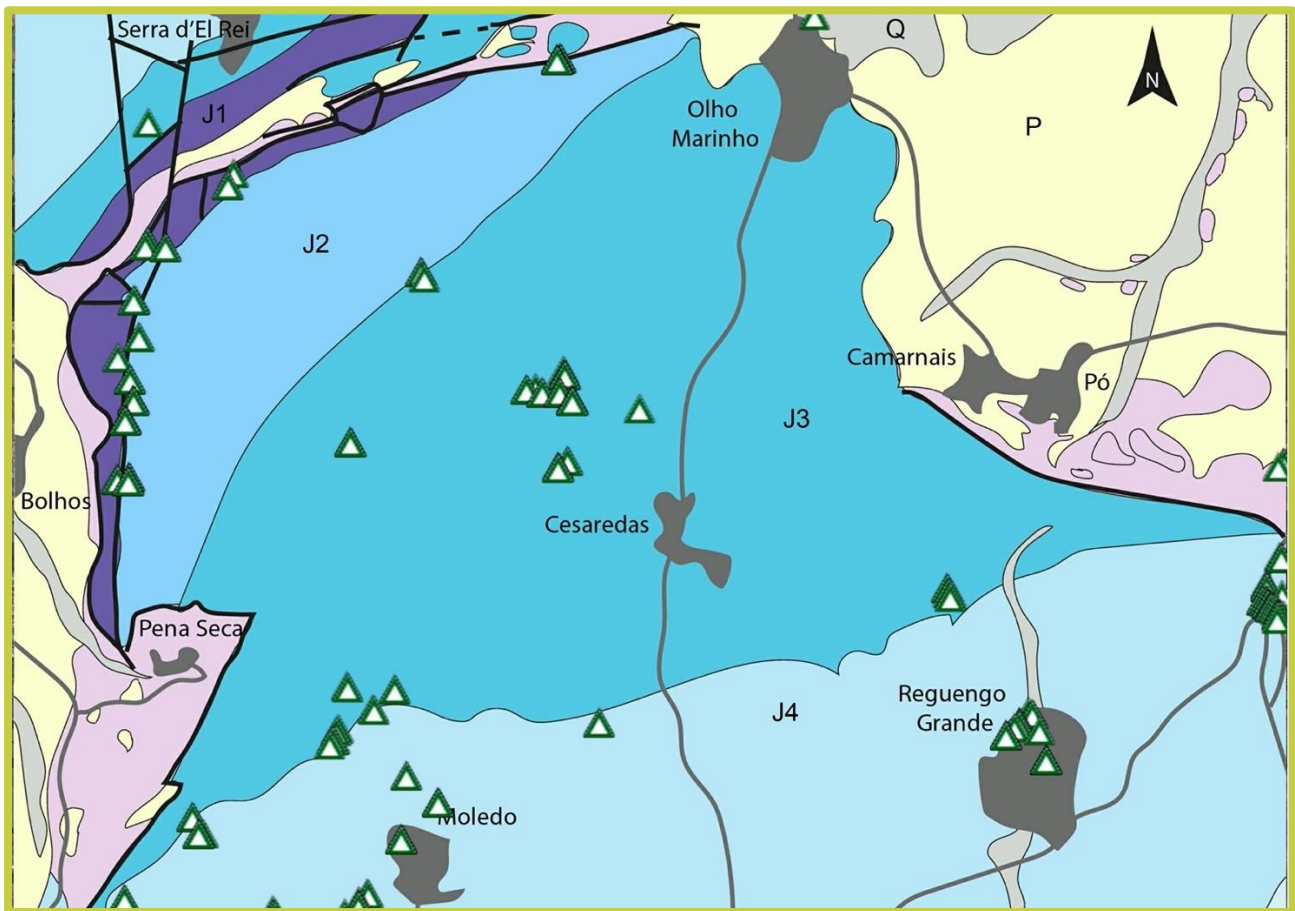 Serra d'El Rei
Q
N
J1
Olho
Marinho
P
J2
Camarnais
Pó
J3
Bolhos
Cesaredas
Pena Seca
Reguengo
Grande
J4
Moledo